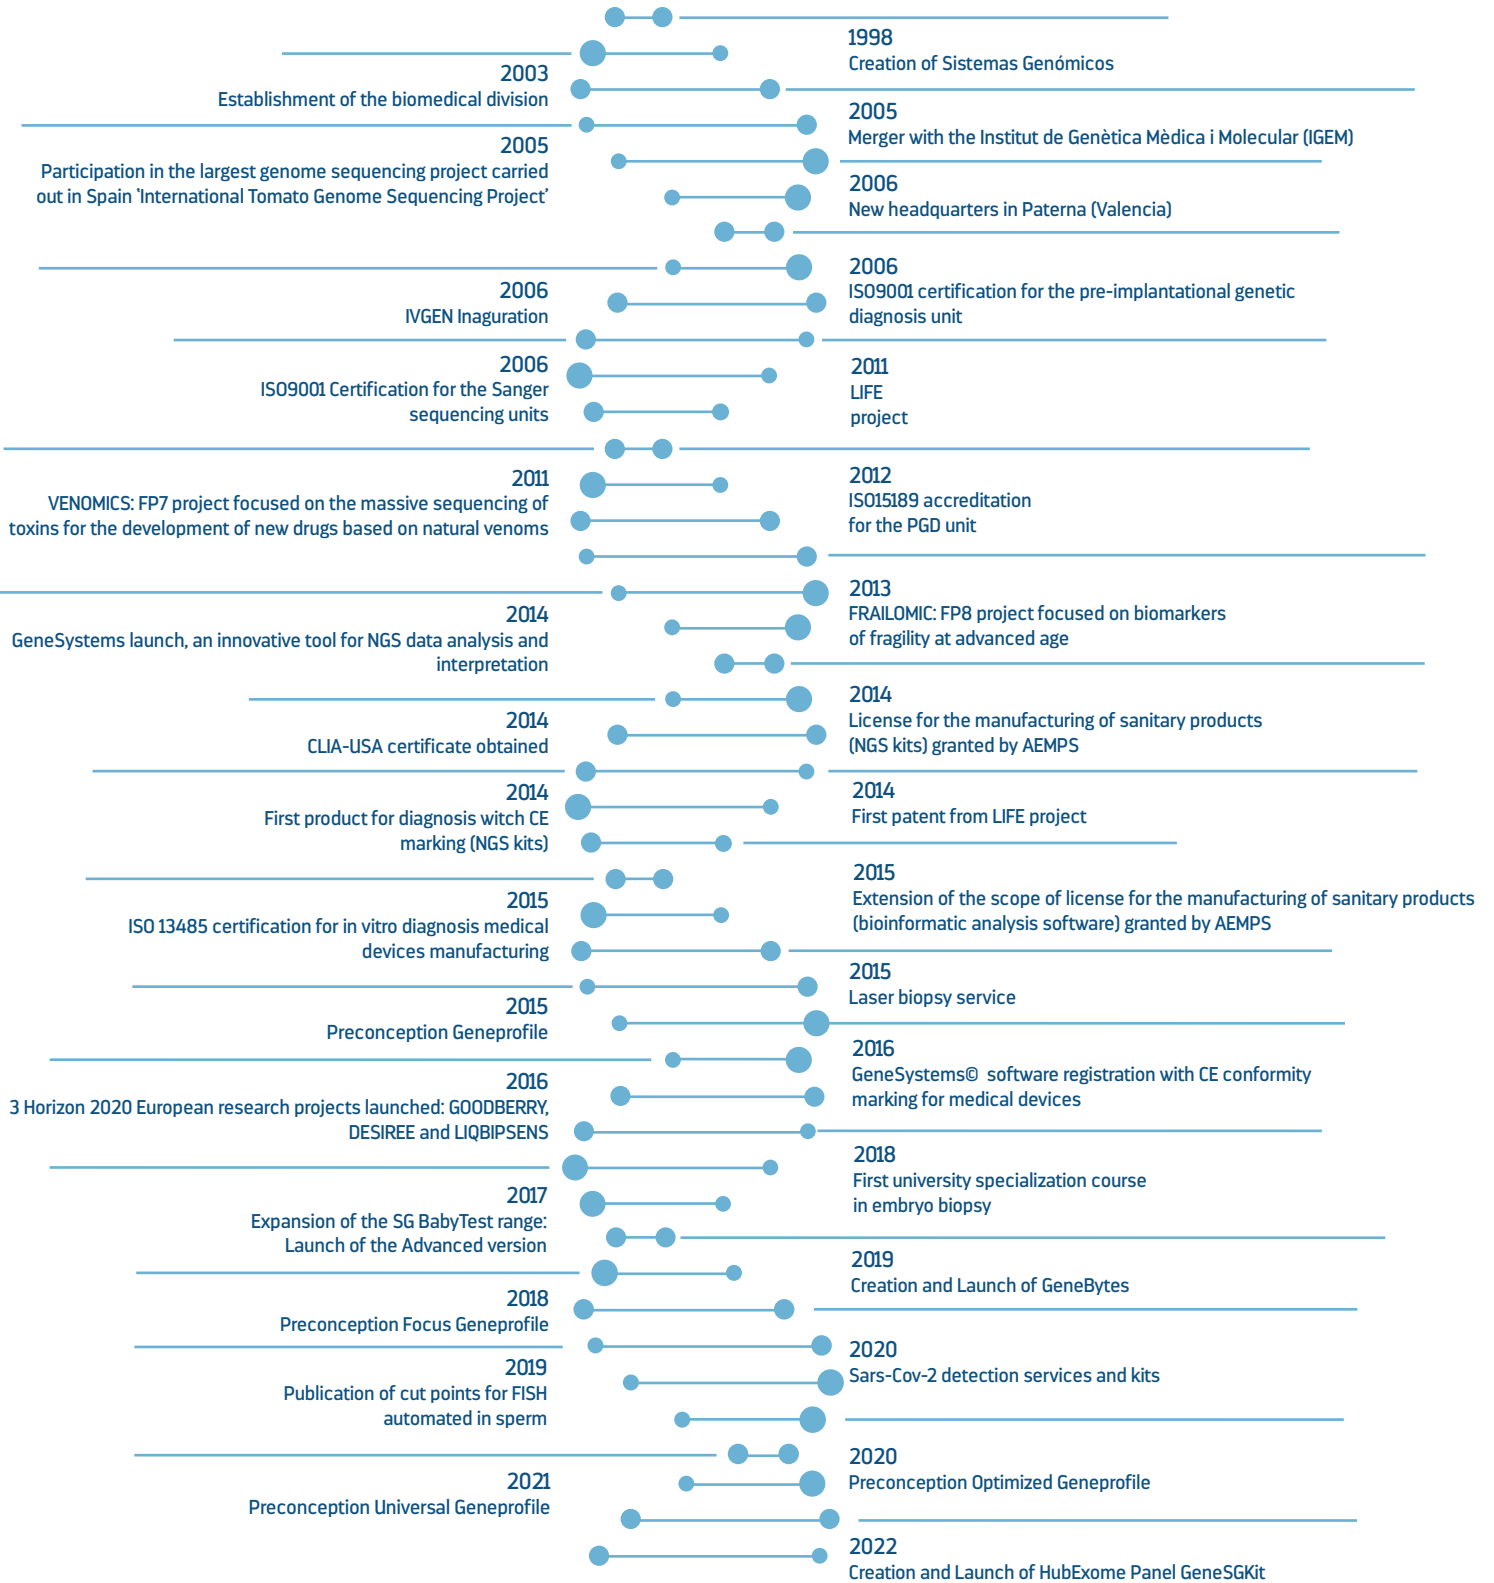 1998
Creation of Sistemas Genómicos
2003
Establishment of the biomedical division
2005
Merger with the Institut de Genètica Mèdica i Molecular (IGEM)
2005
Participation in the largest genome sequencing project carried
out in Spain 'International Tomato Genome Sequencing Project'
2006
New headquarters in Paterna (Valencia)
2006
ISO9001 certification for the pre-implantational genetic
diagnosis unit
2006
IVGEN Inaguration
2006
ISO9001 Certification for the Sanger
sequencing units
2011
LIFE
project
2011
VENOMICS: FP7 project focused on the massive sequencing of
toxins for the development of new drugs based on natural venoms
2012
ISO15189 accreditation
for the PGD unit
2013
FRAILOMIC: FP8 project focused on biomarkers
of fragility at advanced age
2014
GeneSystems launch, an innovative tool for NGS data analysis and
interpretation
2014
License for the manufacturing of sanitary products
(NGS kits) granted by AEMPS
2014
CLIA-USA certificate obtained
2014
First patent from LIFE project
2014
First product for diagnosis witch CE
marking (NGS kits)
2015
Extension of the scope of license for the manufacturing of sanitary products
(bioinformatic analysis software) granted by AEMPS
2015
ISO 13485 certification for in vitro diagnosis medical
devices manufacturing
2015
Laser biopsy service
2015
Preconception Geneprofile
2016
GeneSystems© software registration with CE conformity
marking for medical devices
2016
3 Horizon 2020 European research projects launched: GOODBERRY,
DESIREE and LIQBIPSENS
2018
First university specialization course
in embryo biopsy
2017
Expansion of the SG BabyTest range:
Launch of the Advanced version
2019
Creation and Launch of GeneBytes
2018
Preconception Focus Geneprofile
2020
Sars-Cov-2 detection services and kits
2019
Publication of cut points for FISH
automated in sperm
2020
Preconception Optimized Geneprofile
2021
Preconception Universal Geneprofile
2022
Creation and Launch of HubExome Panel GeneSGKit